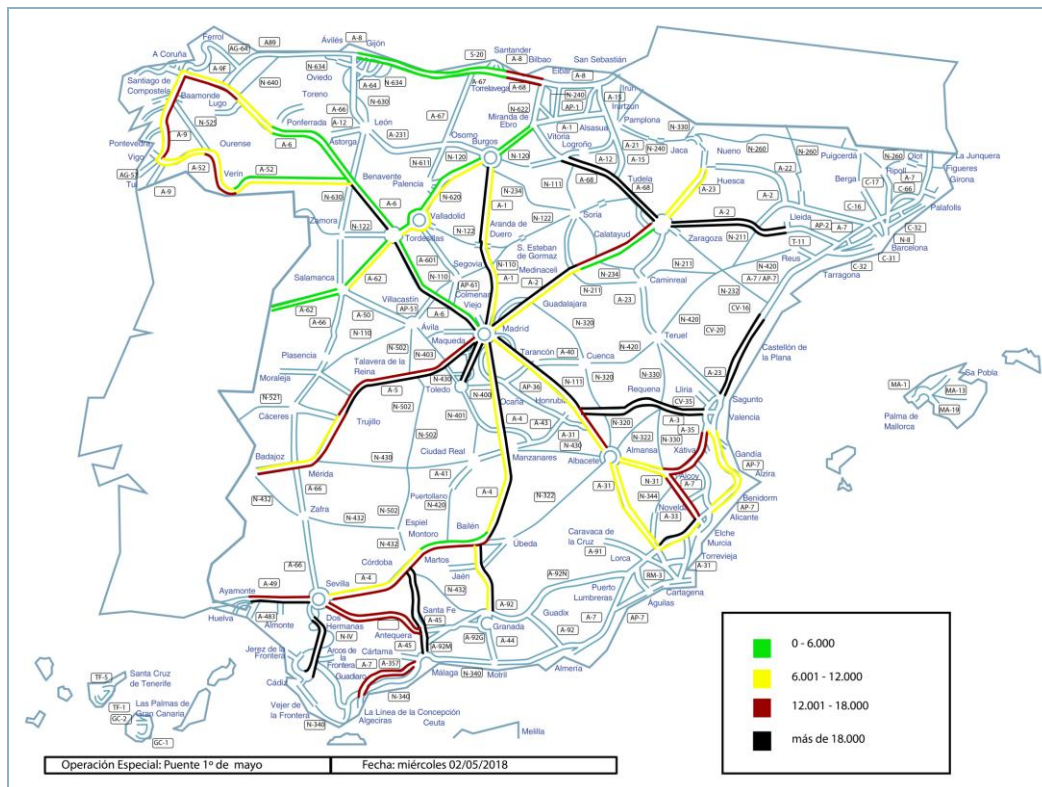 Ferrol
A Coruña
AG-64
A89
Avilés
A-8
Gijón
S-20
Santander
A-8
Bilbao
San Sebastián
Eibar
A-8
Santiago de
Compostela
A-9F
N-640
N-634
Oviedo
A-64
N-634
A-67
Torrelavega
A-68
N-240
AP-1
A-15
Irún
Irurtzun
Baamonde
Lugo
Toreno
A-66
N-630
N-622
Pamplona
N-525
Ponferrada
A-12
León
A-67
Miranda de
Ebro
A-1
Alsasua
N-330
Pontevedra
A-9
Ourense
A-6
Astorga
A-231
Osorno
Burgos
Vitoria
A-21
N-240
Jaca
Nueno
N-260
Puigcerdá
N-260
Olot
La Junquera
Vigo
A-52
N-120
N-120
Logroño
A-12
A-15
N-260
Ripoll
A-7
Figueres
Tui
AG-53
Verín
A-52
Benavente
N-611
Palencia
N-111
A-68
Tudela
A-68
A-22
Berga
C-17
C-66
Girona
A-9
N-630
A-6
N-620
N-234
A-1
A-23
Huesca
A-2
C-16
Palafolls
Zamora
N-122
Valladolid
N-122
Aranda de
Duero
Soria
N-122
A-2
Lleida
AP-2
A-7
C-32
Tordesillas
Calatayud
Zaragoza
N-211
T-11
N-8
Barcelona
A-601
Segovia
S. Esteban
de Gormaz
Reus
C-31
Salamanca
A-62
N-110
N-110
Medinaceli
N-211
N-420
C-32
Tarragona
Villacastín
AP-61
A-1
A-2
N-234
A-7 / AP-7
A-62
A-50
AP-51
A-6
Colmenar
Viejo
N-211
Caminreal
N-232
A-66
Guadalajara
A-23
CV-16
N-110
Ávila
Madrid
N-320
N-420
Plasencia
N-502
Maqueda
Tarancón
A-40
N-420
Teruel
CV-20
Talavera de la
Reina
N-403
Cuenca
Castellón de
la Plana
Sa Pobla
Moraleja
A-5
N-430
Toledo
N-320
N-330
A-23
MA-1
MA-13
N-400
AP-36
N-111
Requena
Llíria
N-521
N-502
Ocaña
Honrubia
CV-35
Sagunto
Palma de
Mallorca
MA-19
Cáceres
Trujillo
N-401
A-4
A-43
N-320
A-3
Valencia
A-31
N-322
A-35
N-502
N-430
N-330
Badajoz
Ciudad Real
Manzanares
Albacete
Almansa
Xátiva
Gandía
N-430
AP-7
Mérida
A-41
A-31
N-31
Alcoy
Alzira
N-432
A-66
Puertollano
A-4
A-7
N-420
N-322
N-344
Benidorm
Zafra
N-502
Novelda
AP-7
N-432
Espiel
Bailén
A-33
Alicante
Montoro
Caravaca de
la Cruz
Elche
N-432
Úbeda
Murcia
A-91
Córdoba
Martos
Lorca
Torrevieja
A-66
A-92N
A-31
Sevilla
A-4
Jaén
RM-3
A-49
Ayamonte
N-432
Puerto
Lumbreras
Cartagena
Santa Fe
A-92
Guadix
Águilas
Huelva
A-483
Almonte
Dos
Hermanas
A-45
A-7
AP-7
N-IV
Antequera
A-92G
Granada
A-92
Jerez de la
Frontera
Arcos de
la Frontera
Cártama
A-45
A-92M
A-44
TF-5
Santa Cruz
de Tenerife
A-7
A-357
Almería
Guadiaro
Málaga
N-340
Motril
Cádiz
TF-1
Las Palmas de
Gran Canaria
N-340
GC-2
Vejer de
la Frontera
La Línea de la Concepción
N-340
Algeciras
Ceuta
Melilla
GC-1
0 - 6.000
6.001 - 12.000
12.001 - 18.000
más de 18.000
Operación Especial: Puente 1º de mayo
Fecha: miércoles 02/05/2018